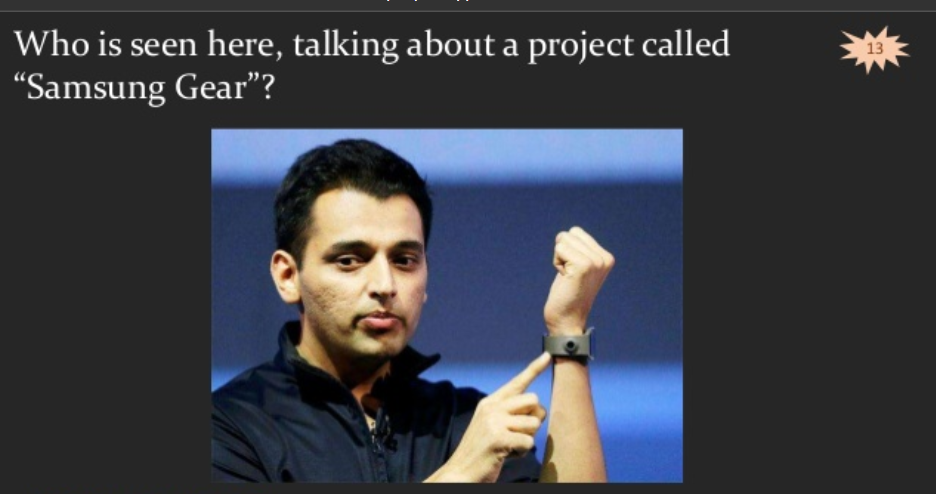 Who is seen here, talking about a project called
“Samsung Gear”?
13